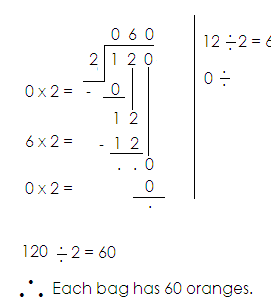 0 6 0
12 ÷ 2 = 6
2 1 2 0
0 ÷
0 x 2 = - 0
1 2
6 x 2 = - 1 2
. . 0
0 x 2 = 0
.
120 ÷ 2 = 60
∴ Each bag has 60 oranges.